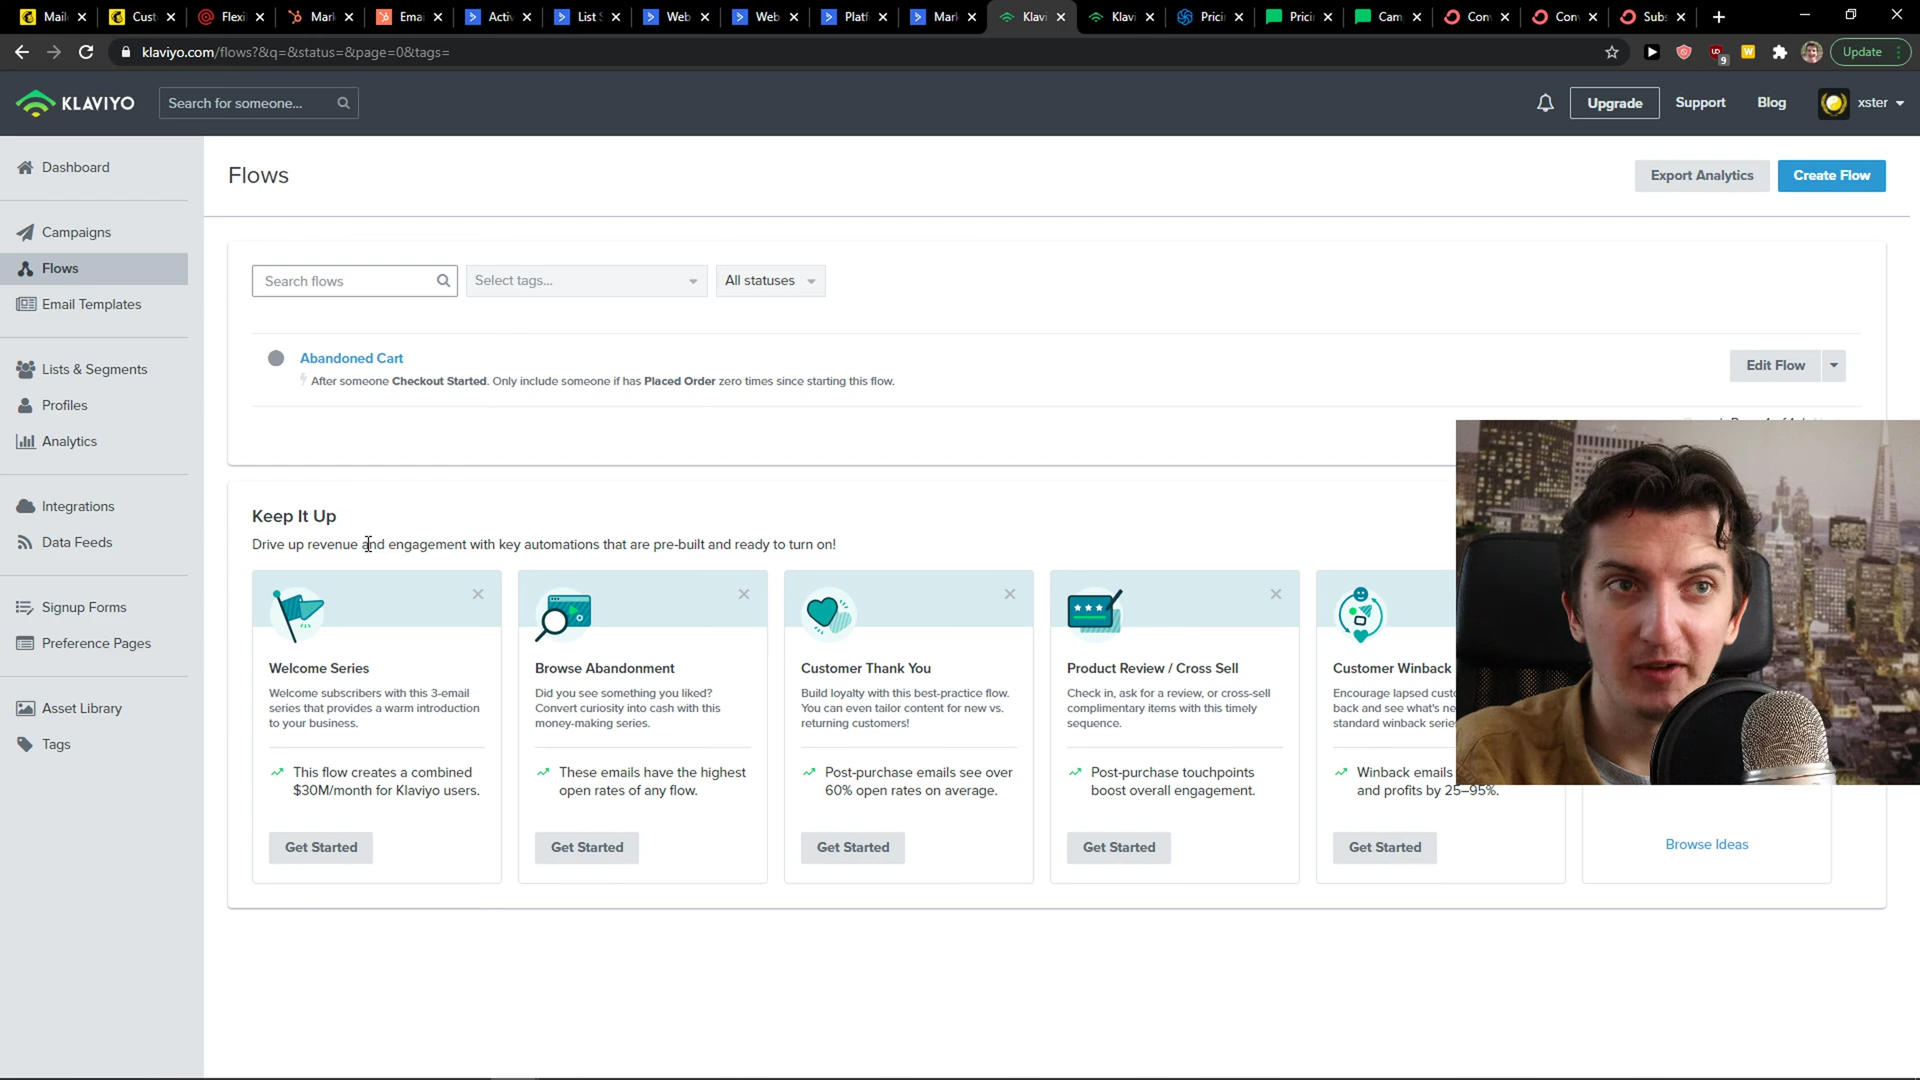 Mail
Cust
Flexi
Mark
Emai
Activ
List
Web
Web
Platf
Mark
Klavi
Klavi
Prici
Prici
Cam
Con
Con
Subs
klaviyo.com/flows?&q=&status=&page=0&tags=
9
W
Update
KLAVIYO
Search for someone...
Upgrade
Support
Blog
xster
Dashboard
Campaigns
Flows
Email Templates
Lists & Segments
Profiles
Analytics
Integrations
Data Feeds
Signup Forms
Preference Pages
Asset Library
Tags
Flows
Export Analytics
Create Flow
Search flows
Select tags...
All statuses
Abandoned Cart
After someone Checkout Started. Only include someone if has Placed Order zero times since starting this flow.
Edit Flow
Keep It Up
Drive up revenue and engagement with key automations that are pre-built and ready to turn on!
Welcome Series
Welcome subscribers with this 3-email
series that provides a warm introduction
to your business.
This flow creates a combined
$30M/month for Klaviyo users.
Get Started
Browse Abandonment
Did you see something you liked?
Convert curiosity into cash with this
money-making series.
These emails have the highest
open rates of any flow.
Get Started
Customer Thank You
Build loyalty with this best-practice flow.
You can even tailor content for new vs.
returning customers!
Post-purchase emails see over
60% open rates on average.
Get Started
Product Review / Cross Sell
Check in, ask for a review, or cross-sell
complimentary items with this timely
sequence.
Post-purchase touchpoints
boost overall engagement.
Get Started
Customer Winback
Encourage lapsed
back and see what's
standard winback
Winback emails
and profits by 25–95%.
Get Started
Browse Ideas